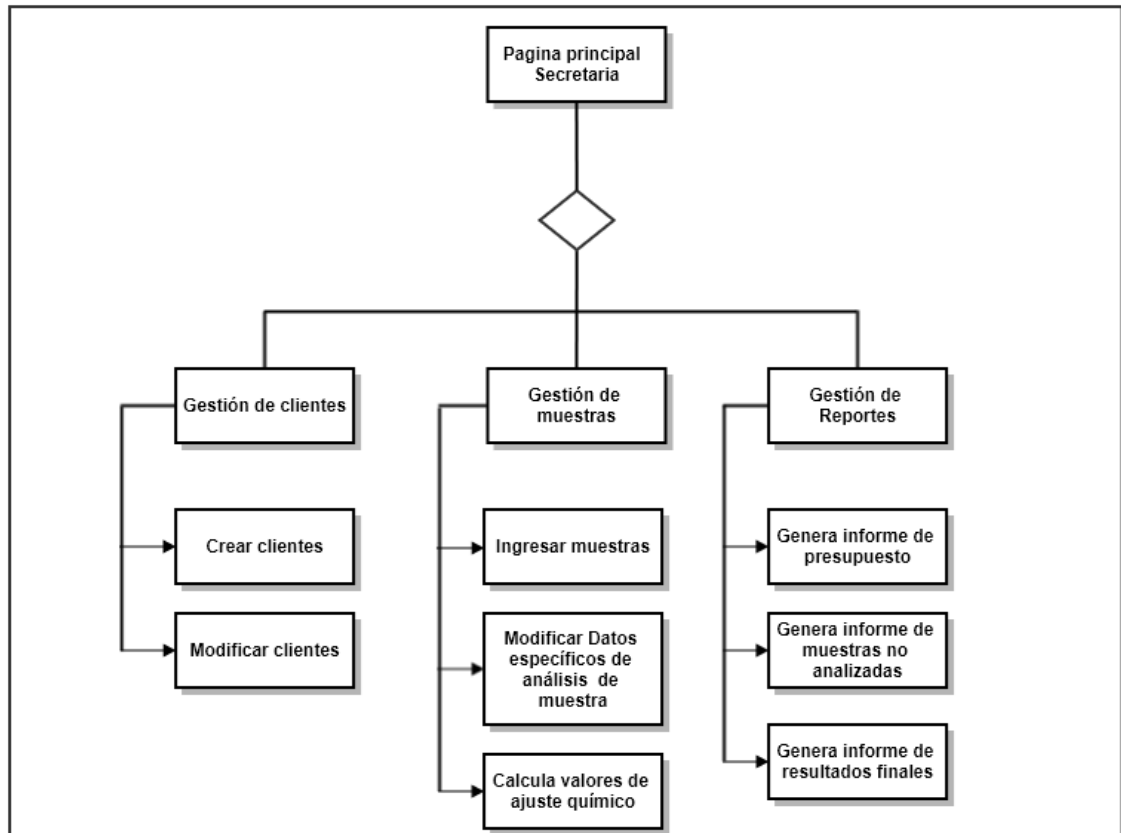 Pagina principal
Secretaria
Gestión de clientes
Gestión de
muestras
Gestión de
Reportes
Crear clientes
Ingresar muestras
Genera informe de
presupuesto
Modificar clientes
Modificar Datos
específicos de
análisis de
muestra
Genera informe de
muestras no
analizadas
Calcula valores de
ajuste químico
Genera informe de
resultados finales